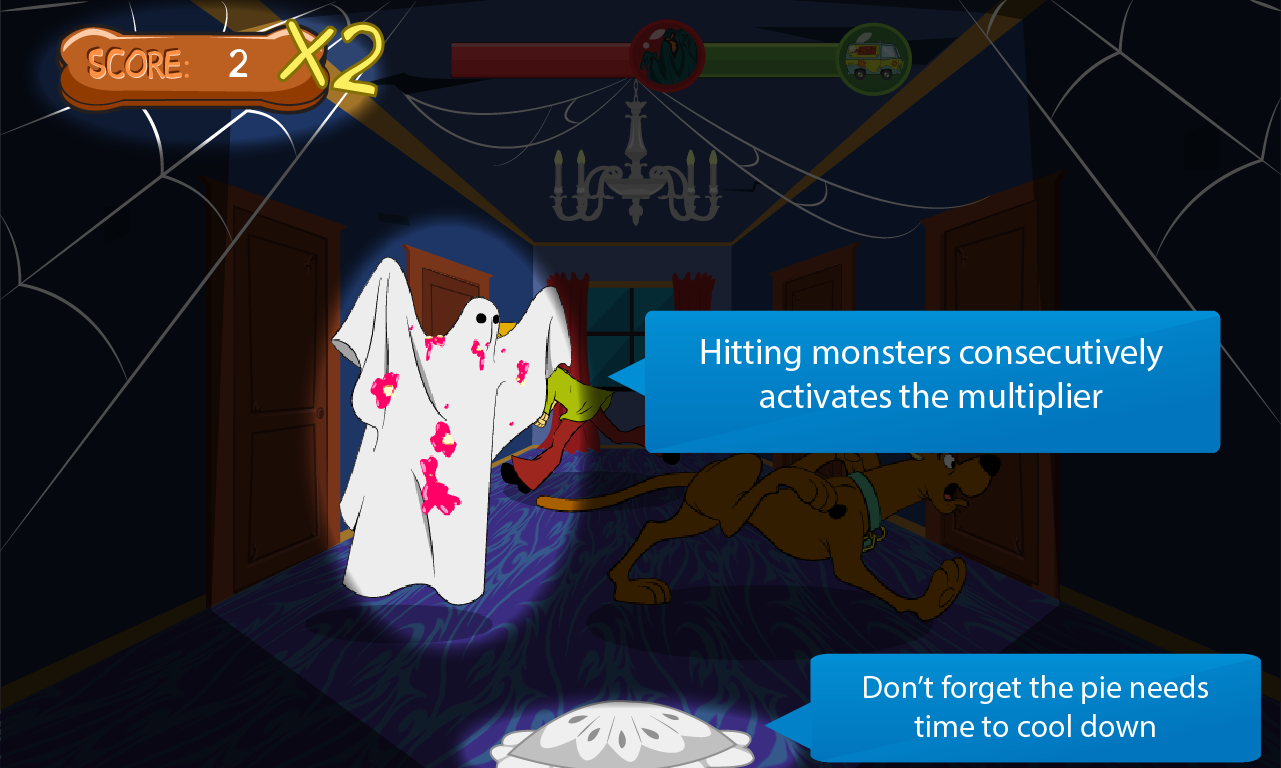 SCORE: 2 X2
Hitting monsters consecutively
activates the multiplier
Don’t forget the pie needs
time to cool down